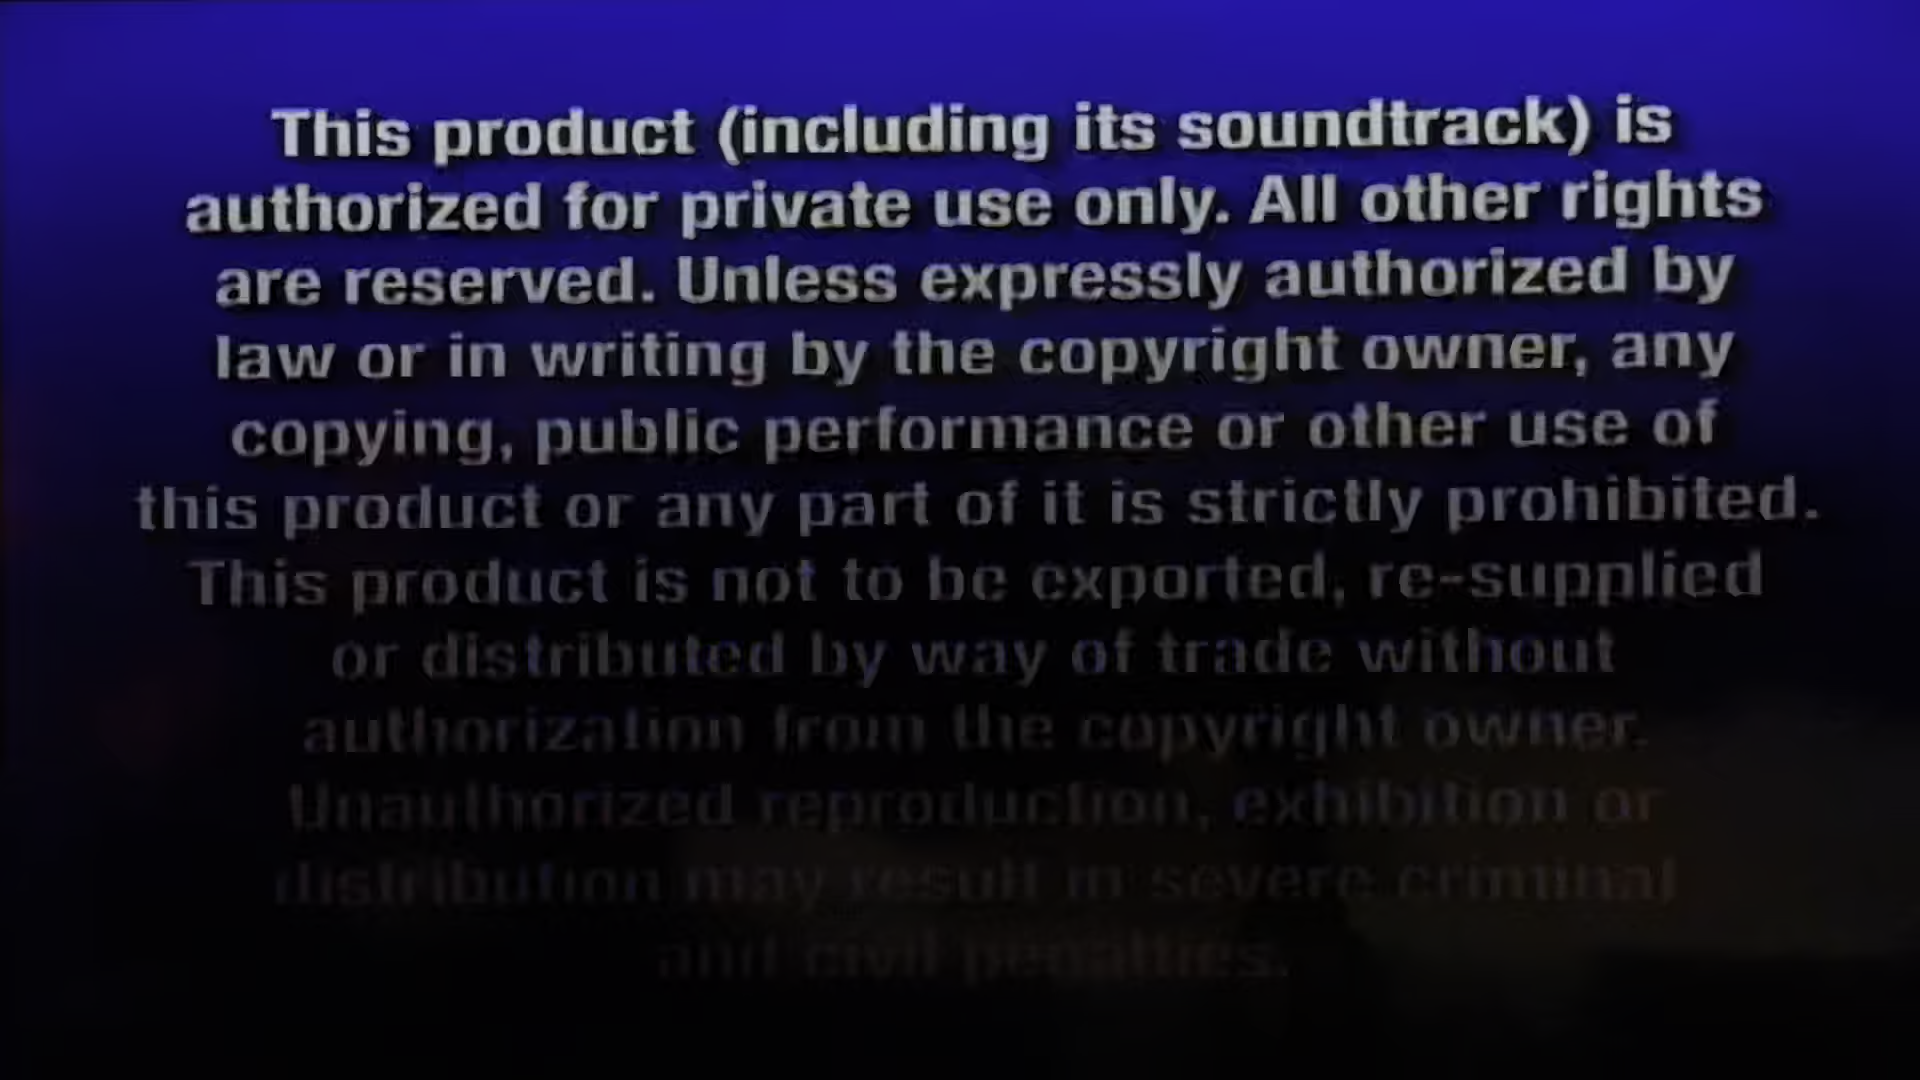 This product (including its soundtrack) is
authorized for private use only. All other rights
are reserved. Unless expressly authorized by
law or in writing by the copyright owner, any
copying, public performance or other use of
this product or any part of it is strictly prohibited.
This product is not to be exported, re-supplied
or distributed by way of trade without
authorization from the copyright owner.
Unauthorized reproduction, exhibition or
distribution may result in severe criminal
and civil penalties.